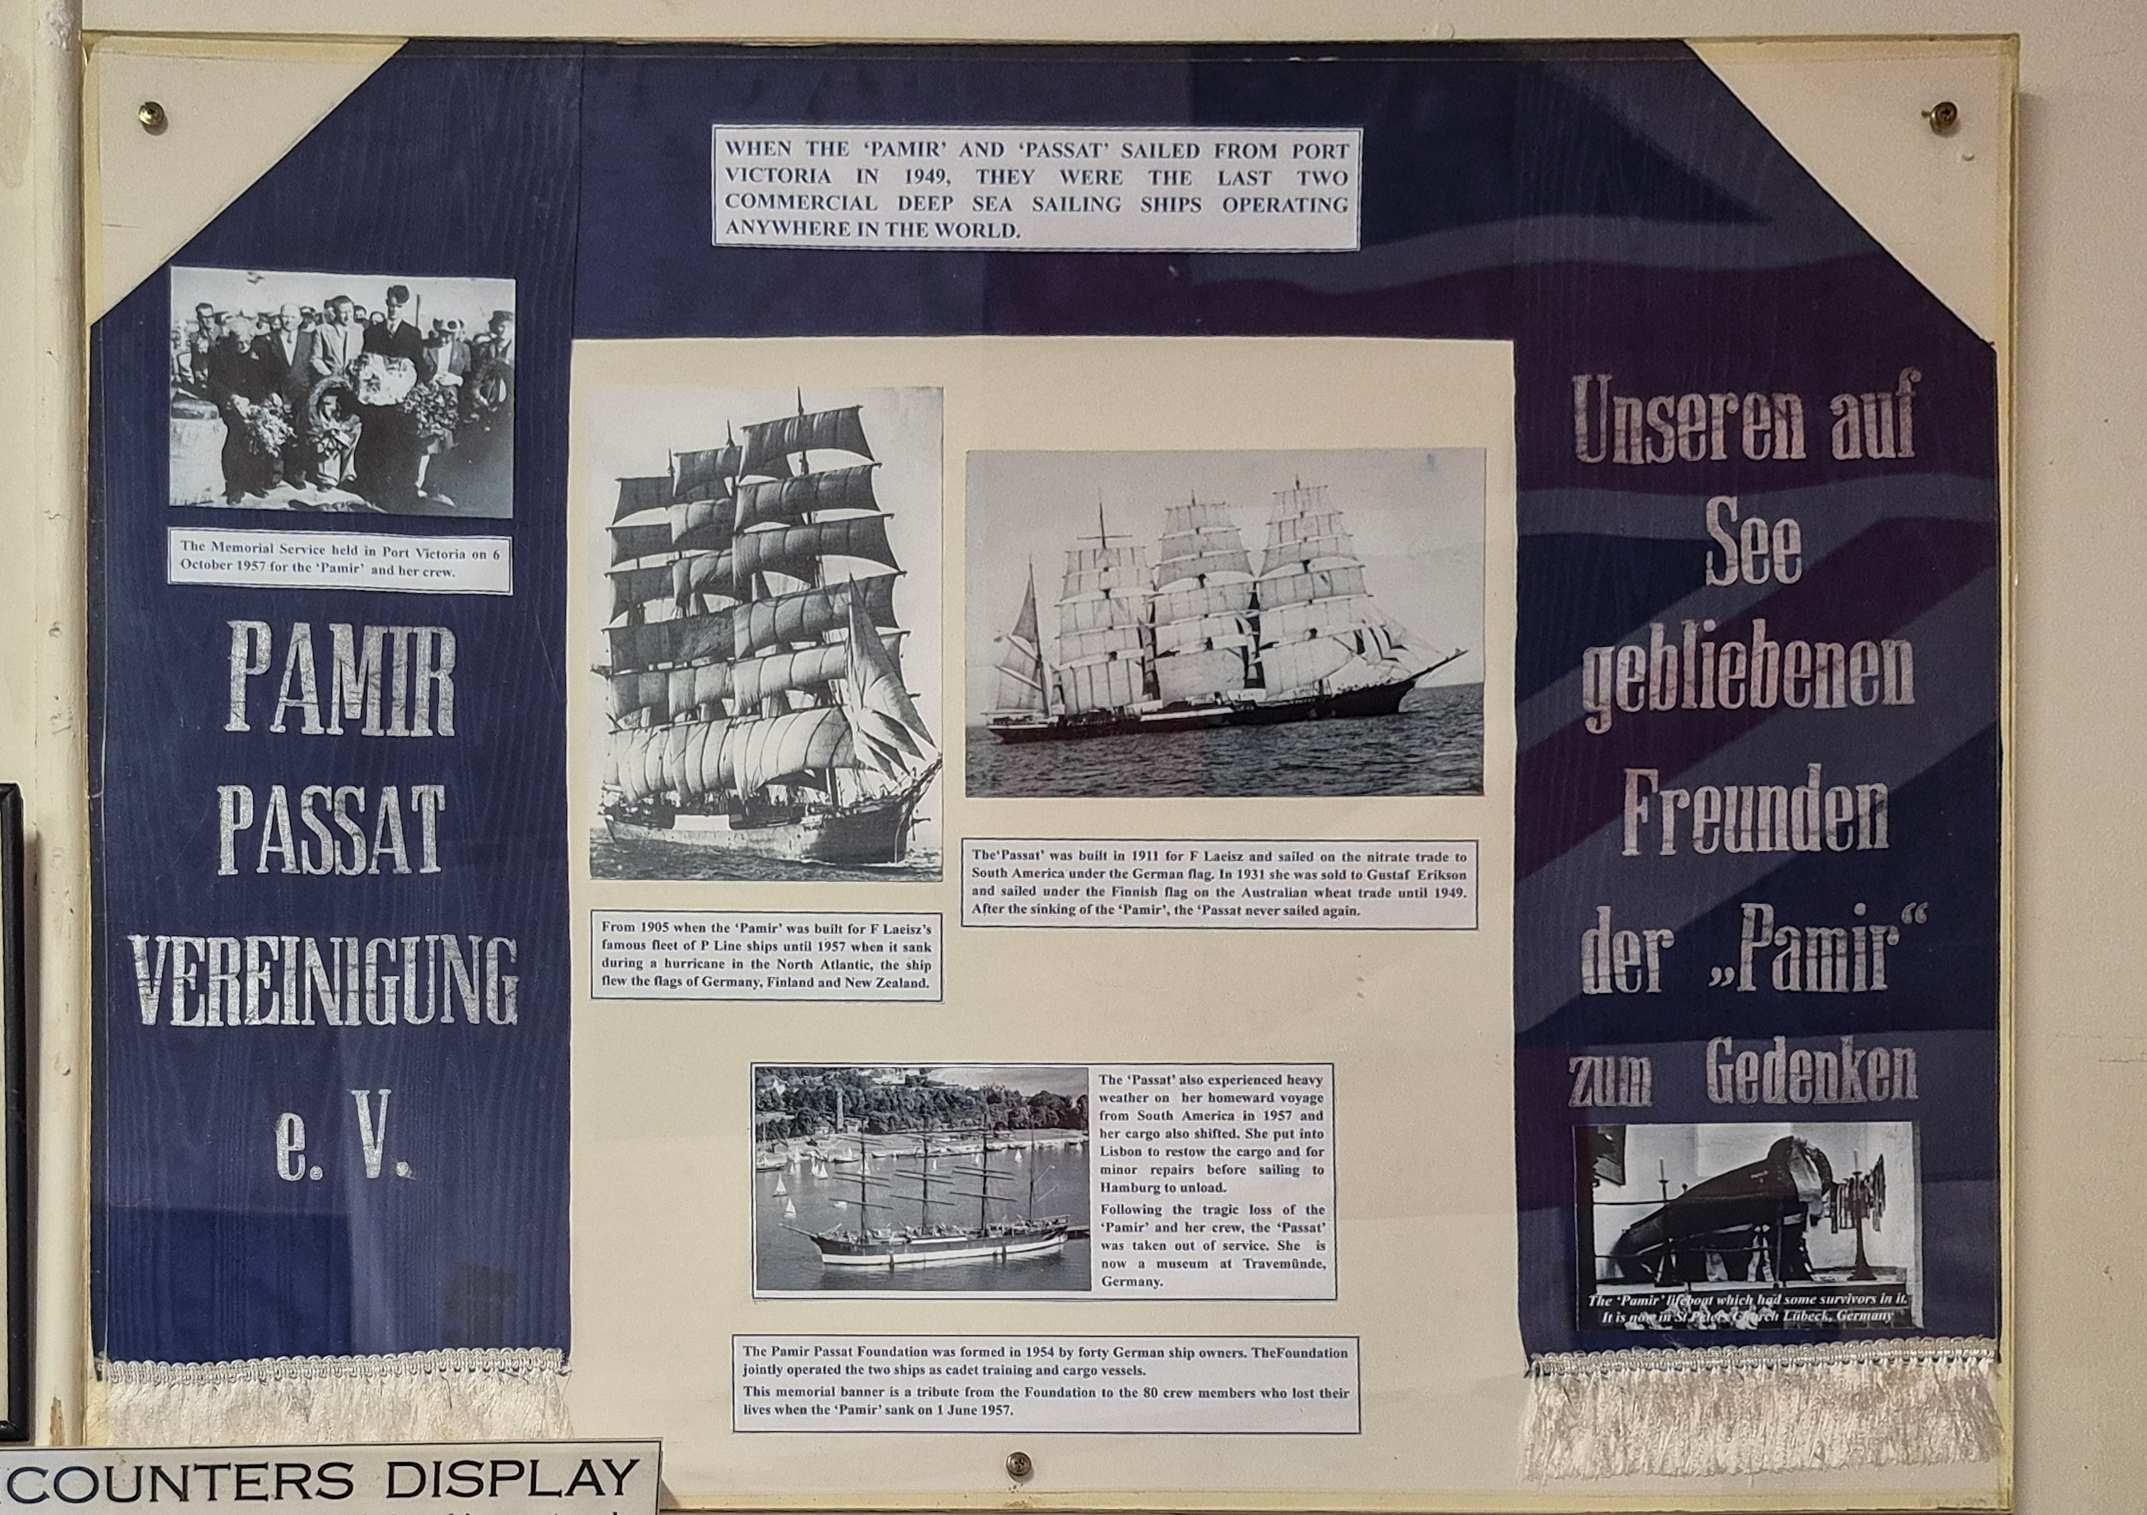 WHEN THE ‘PAMIR’ AND ‘PASSAT’ SAILED FROM PORT
VICTORIA IN 1949, THEY WERE THE LAST TWO
COMMERCIAL DEEP SEA SAILING SHIPS OPERATING
ANYWHERE IN THE WORLD.
The Memorial Service held in Port Victoria on 6
October 1957 for the ‘Pamir’ and her crew.
PAMIR
PASSAT
VEREINIGUNG
e. V.
From 1905 when the ‘Pamir’ was built for F Laeisz’s
famous fleet of P Line ships until 1957 when it sank
during a hurricane in the North Atlantic, the ship
flew the flags of Germany, Finland and New Zealand.
The‘Passat’ was built in 1911 for F Laeisz and sailed on the nitrate trade to
South America under the German flag. In 1931 she was sold to Gustaf Erikson
and sailed under the Finnish flag on the Australian wheat trade until 1949.
After the sinking of the ‘Pamir’, the ‘Passat never sailed again.
The ‘Passat’ also experienced heavy
weather on her homeward voyage
from South America in 1957 and
her cargo also shifted. She put into
Lisbon to restow the cargo and for
minor repairs before sailing to
Hamburg to unload.
Following the tragic loss of the
‘Pamir’ and her crew, the ‘Passat’
was taken out of service. She is
now a museum at Travemünde,
Germany.
The Pamir Passat Foundation was formed in 1954 by forty German ship owners. TheFoundation
jointly operated the two ships as cadet training and cargo vessels.
This memorial banner is a tribute from the Foundation to the 80 crew members who lost their
lives when the ‘Pamir’ sank on 1 June 1957.
Unseren auf
See
gebliebenen
Freunden
der „Pamir“
zum Gedenken
The ‘Pamir’ lifeboat which had some survivors in it.
It is now in St Peters Church Lübeck, Germany
COUNTERS DISPLAY